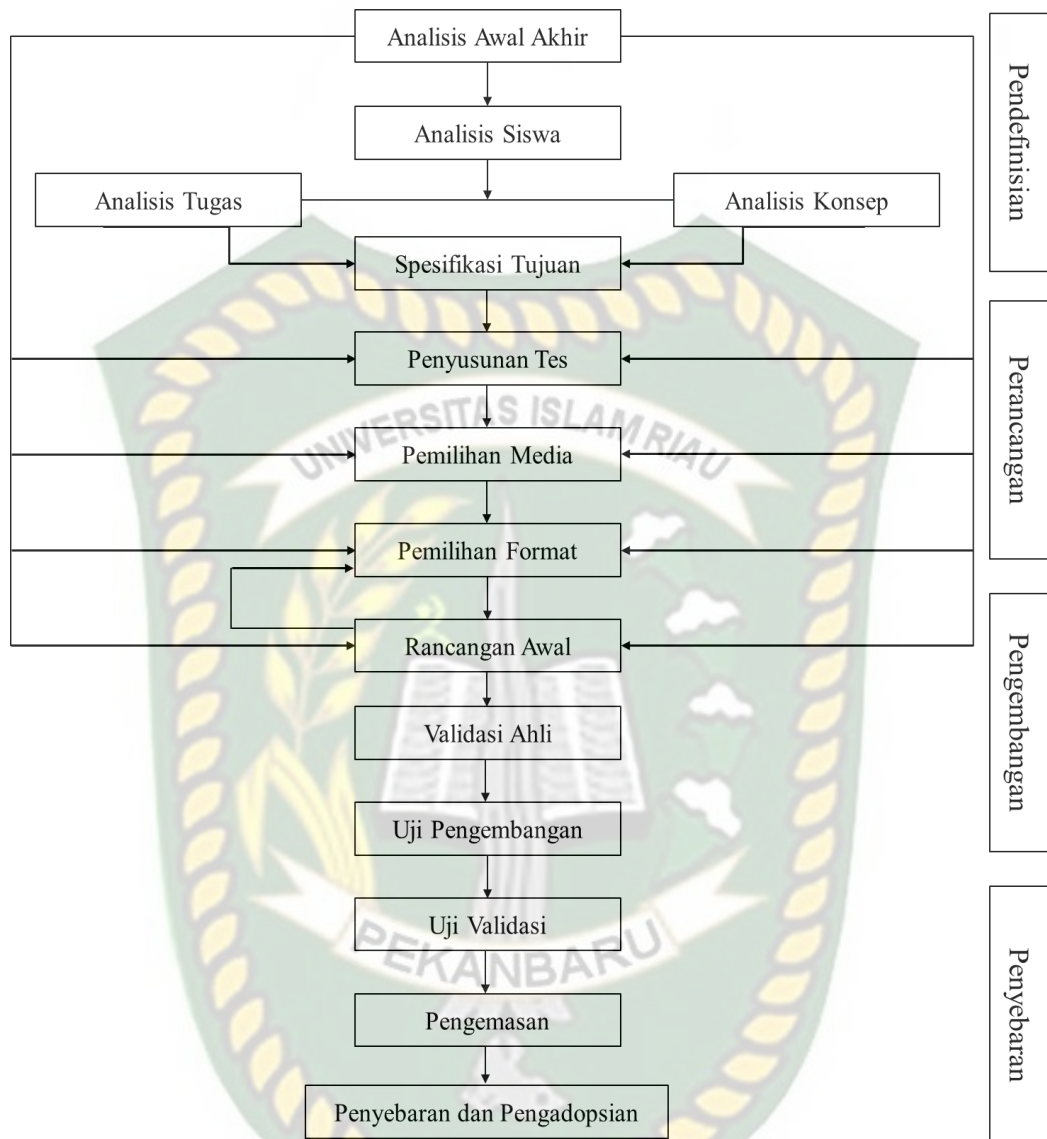 Analisis Awal Akhir
Analisis Siswa
Analisis Tugas
Analisis Konsep
Spesifikasi Tujuan
Penyusunan Tes
UNIVERSITAS ISLAM RIAU
Pemilihan Media
Pemilihan Format
Rancangan Awal
Validasi Ahli
Uji Pengembangan
Uji Validasi
PEKANBARU
Pengemasan
Penyebaran dan Pengadopsian
Pendefinisian
Perancangan
Pengembangan
Penyebaran